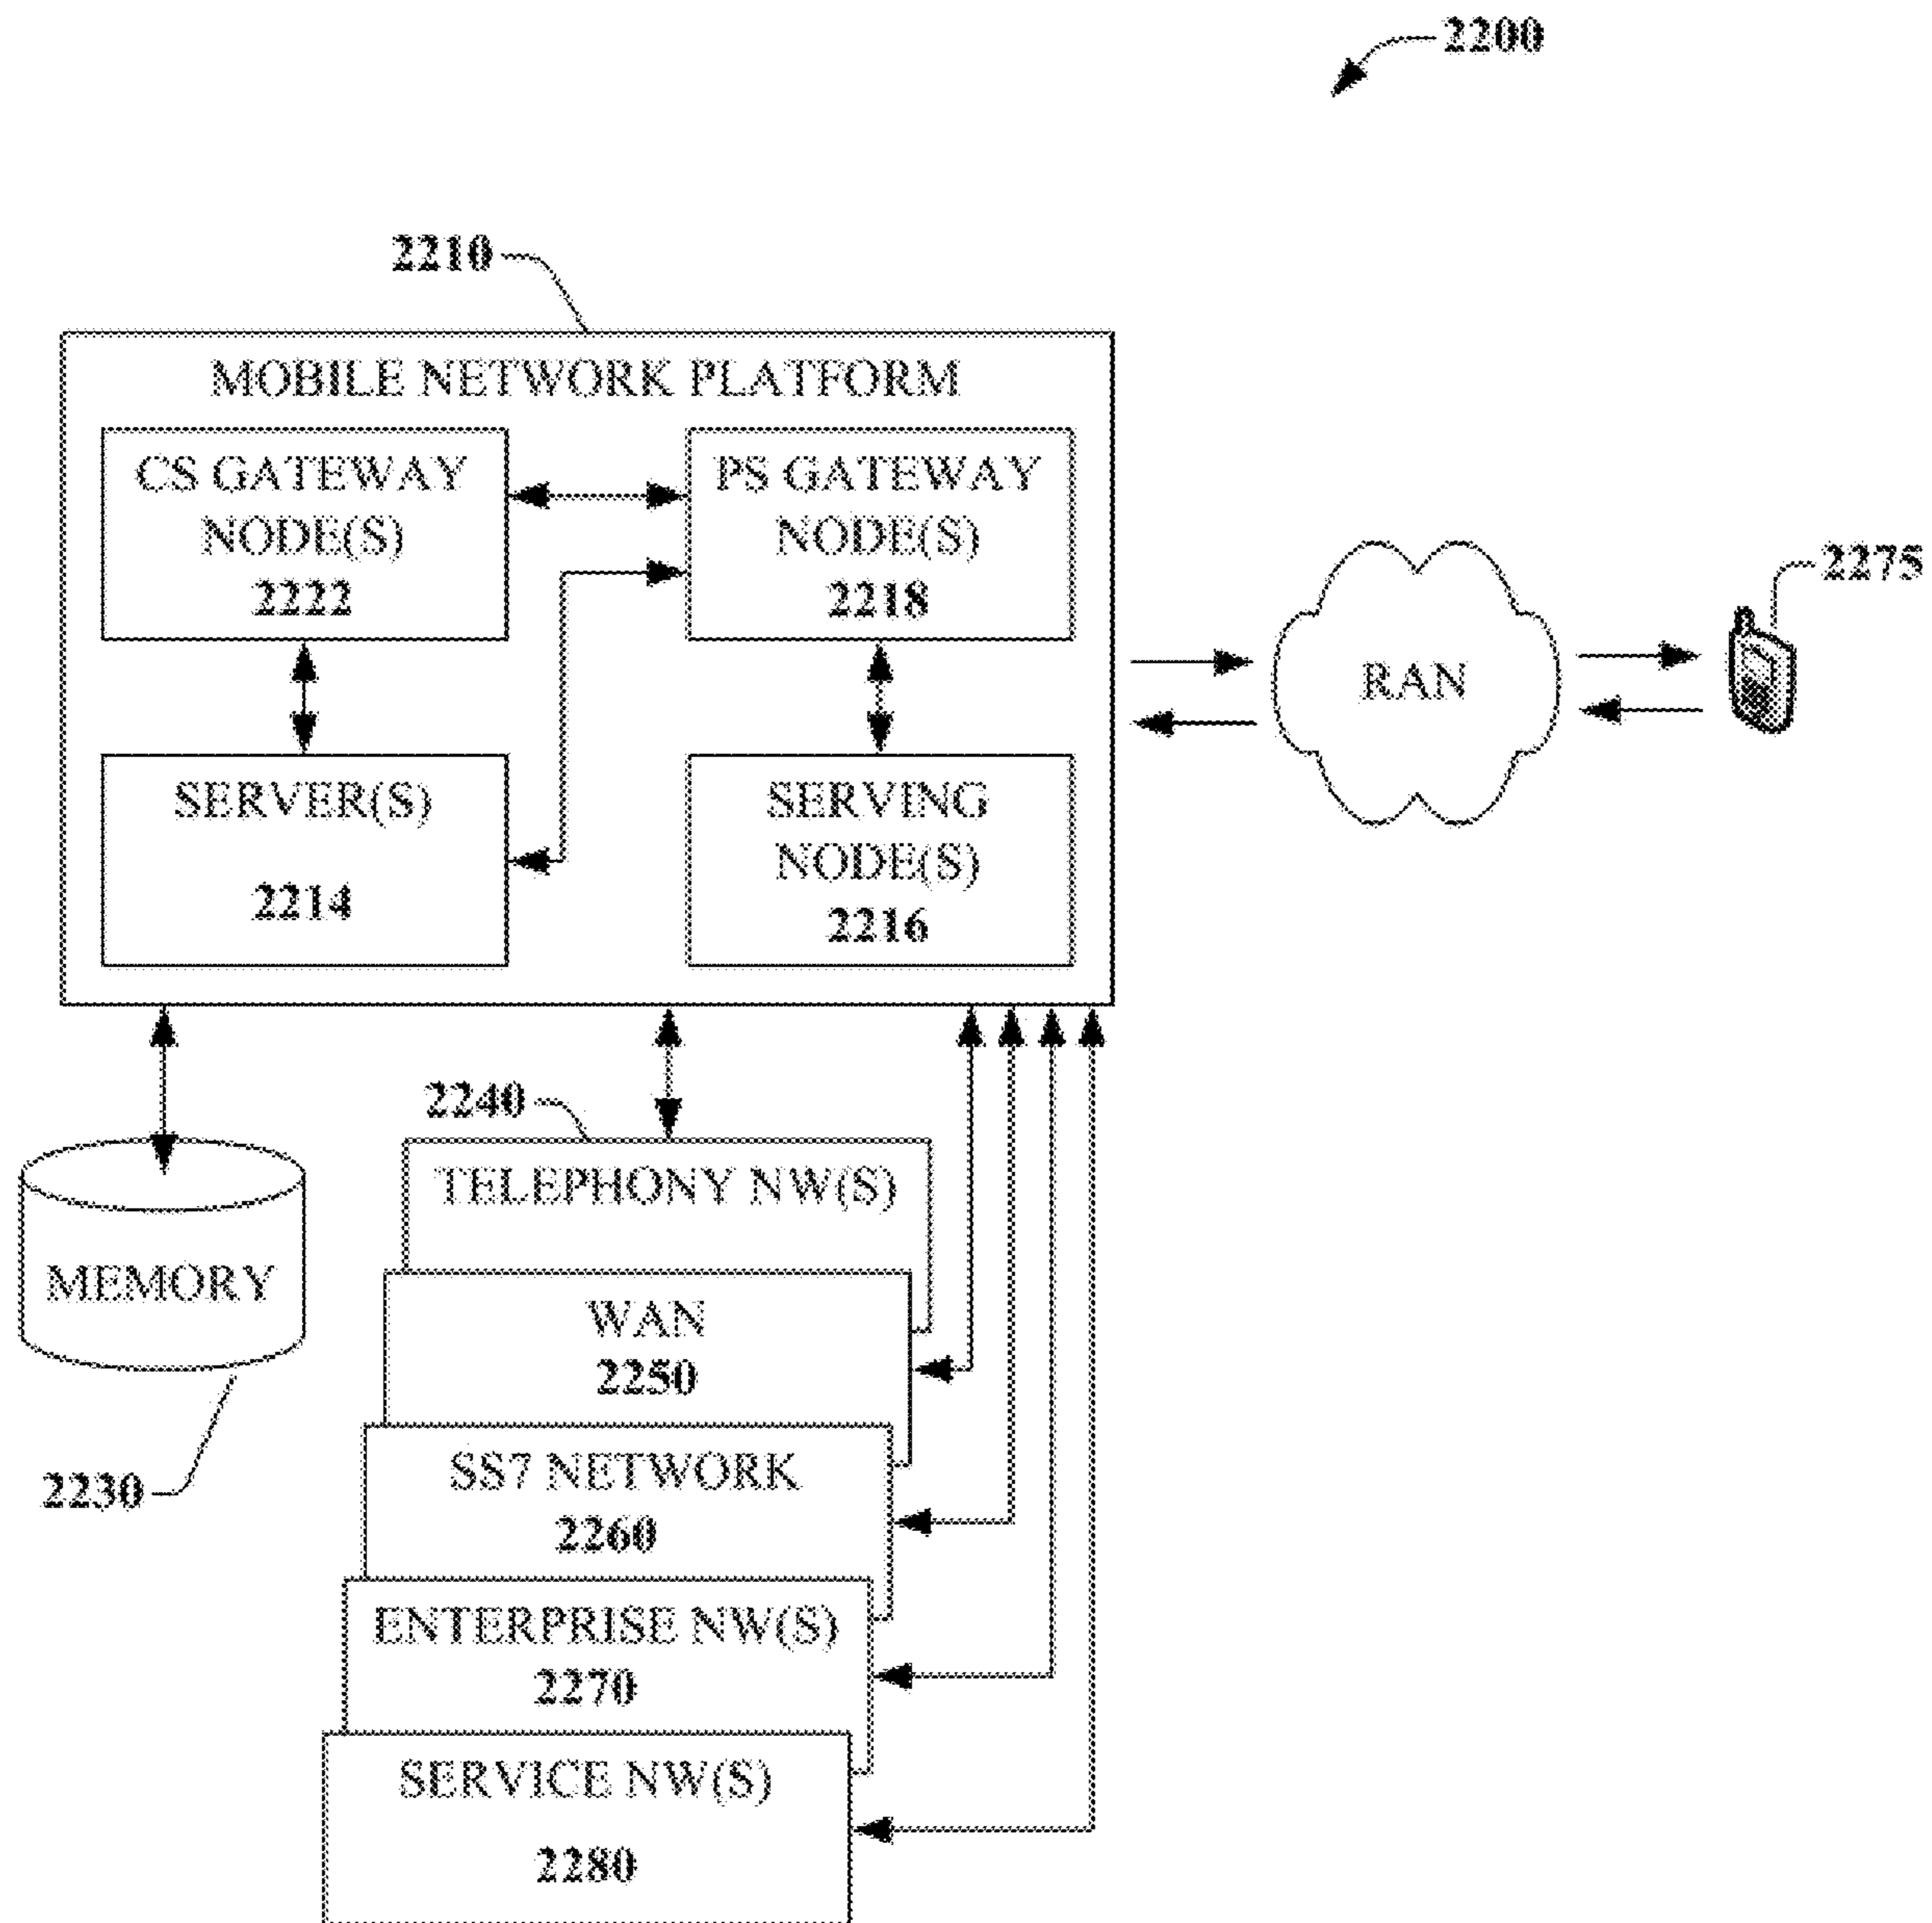 2200
2210
MOBILE NETWORK PLATFORM
CS GATEWAY
NODE(S)
2222
PS GATEWAY
NODE(S)
2218
SERVER(S)
2214
SERVING
NODE(S)
2216
RAN
2275
2240
TELEPHONY NW(S)
MEMORY
2230
WAN
2250
SS7 NETWORK
2260
ENTERPRISE NW(S)
2270
SERVICE NW(S)
2280